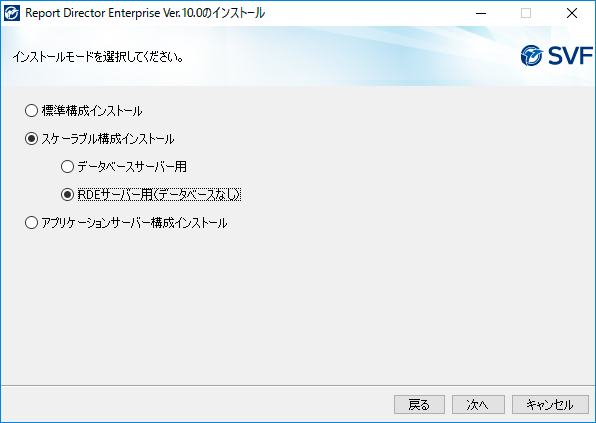 Report Director Enterprise Ver.10.0のインストール
インストールモードを選択してください。
SVF
標準構成インストール
スケーラブル構成インストール
データベースサーバー用
RDEサーバー用(データベースなし)
アプリケーションサーバー構成インストール
戻る 次へ キャンセル